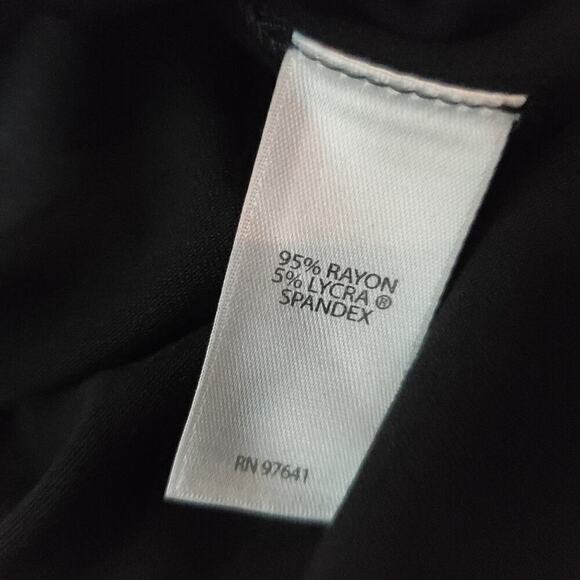 95% RAYON
5% LYCRA ®
SPANDEX
RN 97641